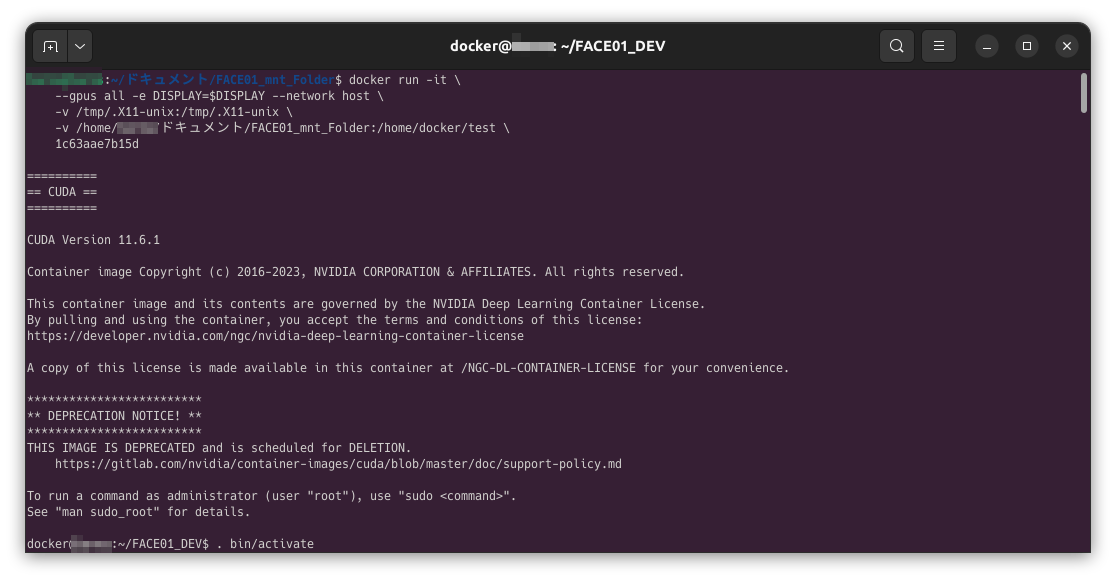 docker@ : ~/FACE01_DEV
:~/ドキュメント/FACE01_mnt_Folder$ docker run -it \
--gpus all -e DISPLAY=$DISPLAY --network host \
-v /tmp/.X11-unix:/tmp/.X11-unix \
-v /home/ ドキュメント/FACE01_mnt_Folder:/home/docker/test \
1c63aae7b15d
==========
== CUDA ==
==========
CUDA Version 11.6.1
Container image Copyright (c) 2016-2023, NVIDIA CORPORATION & AFFILIATES. All rights reserved.
This container image and its contents are governed by the NVIDIA Deep Learning Container License.
By pulling and using the container, you accept the terms and conditions of this license:
https://developer.nvidia.com/ngc/nvidia-deep-learning-container-license
A copy of this license is made available in this container at /NGC-DL-CONTAINER-LICENSE for your convenience.
*************************
** DEPRECATION NOTICE! **
*************************
THIS IMAGE IS DEPRECATED and is scheduled for DELETION.
https://gitlab.com/nvidia/container-images/cuda/blob/master/doc/support-policy.md
To run a command as administrator (user "root"), use "sudo <command>".
See "man sudo_root" for details.
docker@ :~/FACE01_DEV$ . bin/activate